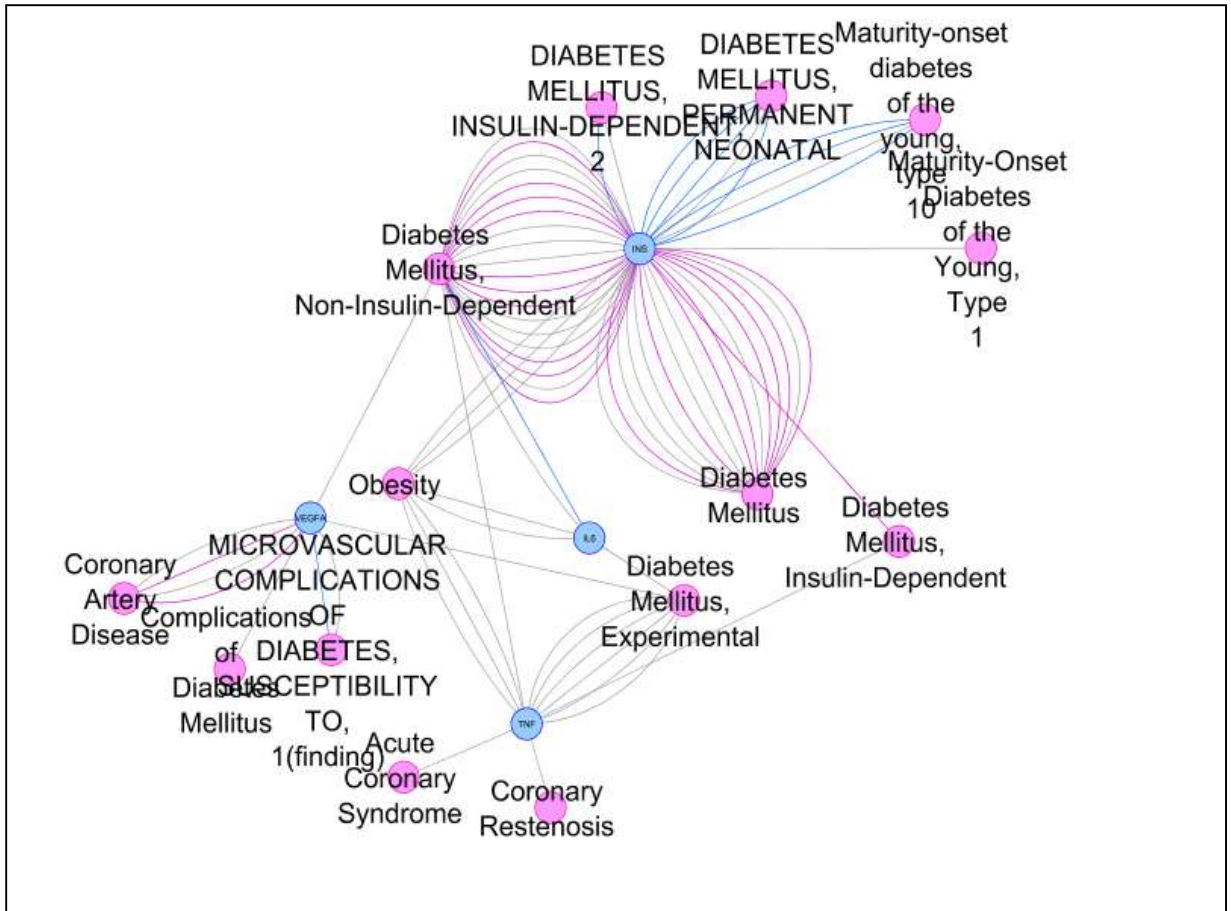 DIABETES
MELLITUS,
INSULIN-DEPENDENT,
2
DIABETES
MELLITUS,
PERMANENT
NEONATAL
Maturity-onset
diabetes
of the
young,
type
10
Maturity-Onset
Diabetes
of the
Young,
Type
1
Diabetes
Mellitus,
Non-Insulin-Dependent
INS
Obesity
Diabetes
Mellitus
Diabetes
Mellitus,
Insulin-Dependent
VEGFA
IL6
MICROVASCULAR
COMPLICATIONS
OF
DIABETES,
SUSCEPTIBILITY
TO,
1(finding)
Coronary
Artery
Disease
Complications
of
Diabetes
Mellitus
Diabetes
Mellitus,
Experimental
TNF
Acute
Coronary
Syndrome
Coronary
Restenosis